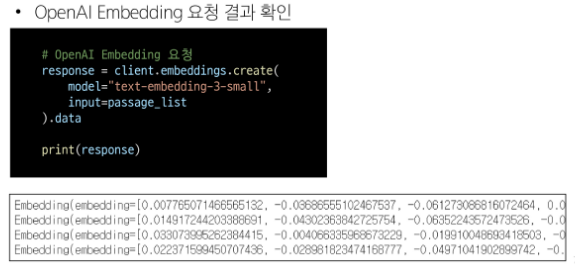 • OpenAI Embedding 요청 결과 확인
# OpenAI Embedding 요청
response = client.embeddings.create(
model="text-embedding-3-small",
input=passage_list
).data
print(response)
Embedding(embedding=[0.007765071466565132, -0.03686555102467537, -0.061273086816072464, 0.0
Embedding(embedding=[0.014917244203388691, -0.04302363842725754, -0.06352243572473526, -0.0
Embedding(embedding=[0.033073995262384415, -0.004066335968673229, -0.019910048693418503, -0
Embedding(embedding=[0.022371599450707436, -0.028981823474168777, -0.04971041902899742, -0.